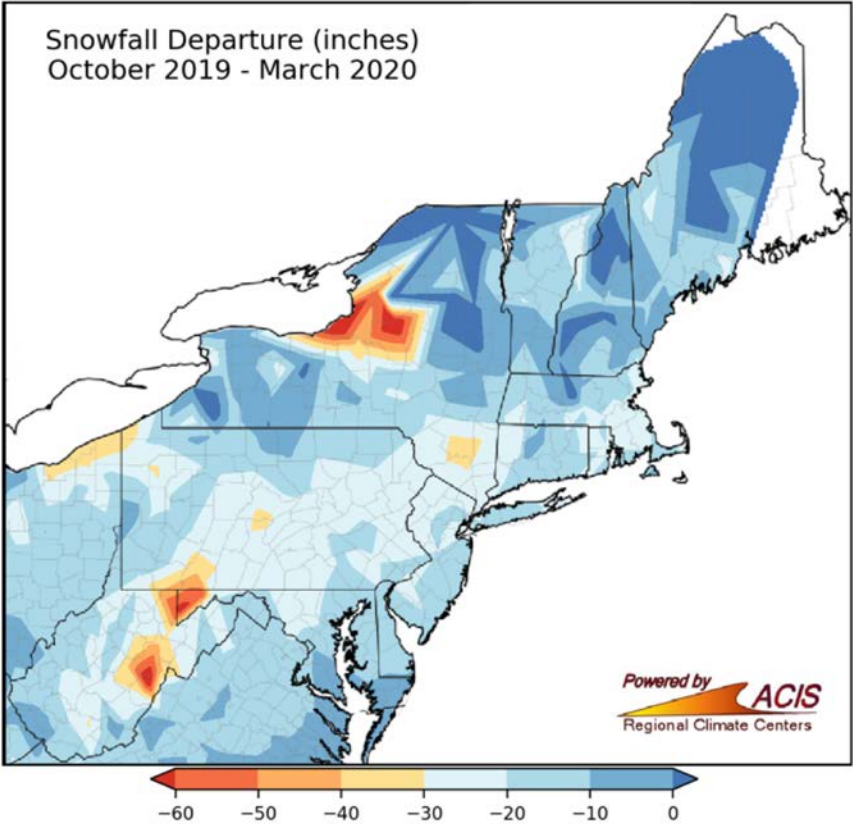 Snowfall Departure (inches)
October 2019 - March 2020
Powered by
ACIS
Regional Climate Centers
−60 −50 −40 −30 −20 −10 0